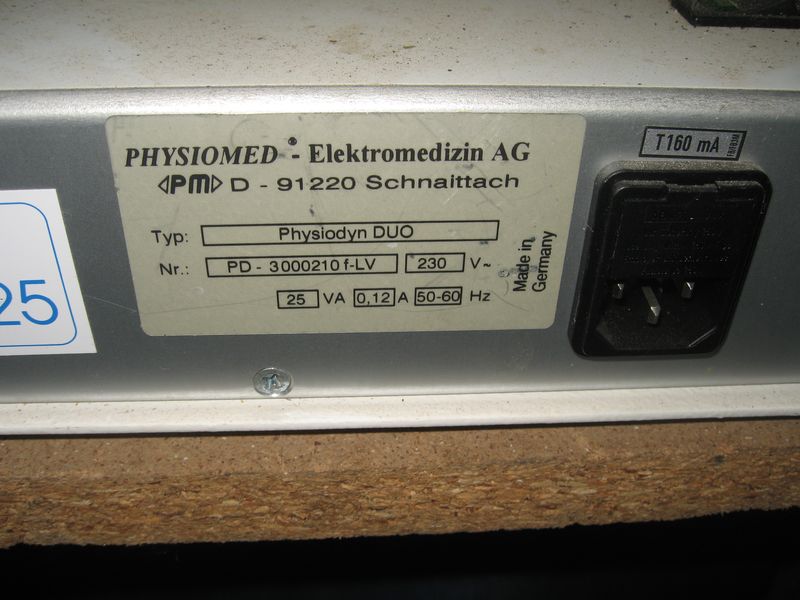 PHYSIOMED - Elektromedizin AG
PM D - 91220 Schnaittach
Typ: Physiodyn DUO
Nr.: PD - 3000210 f-LV 230 V~
25 VA 0,12 A 50-60 Hz
Made in
Germany
T160 mA
25